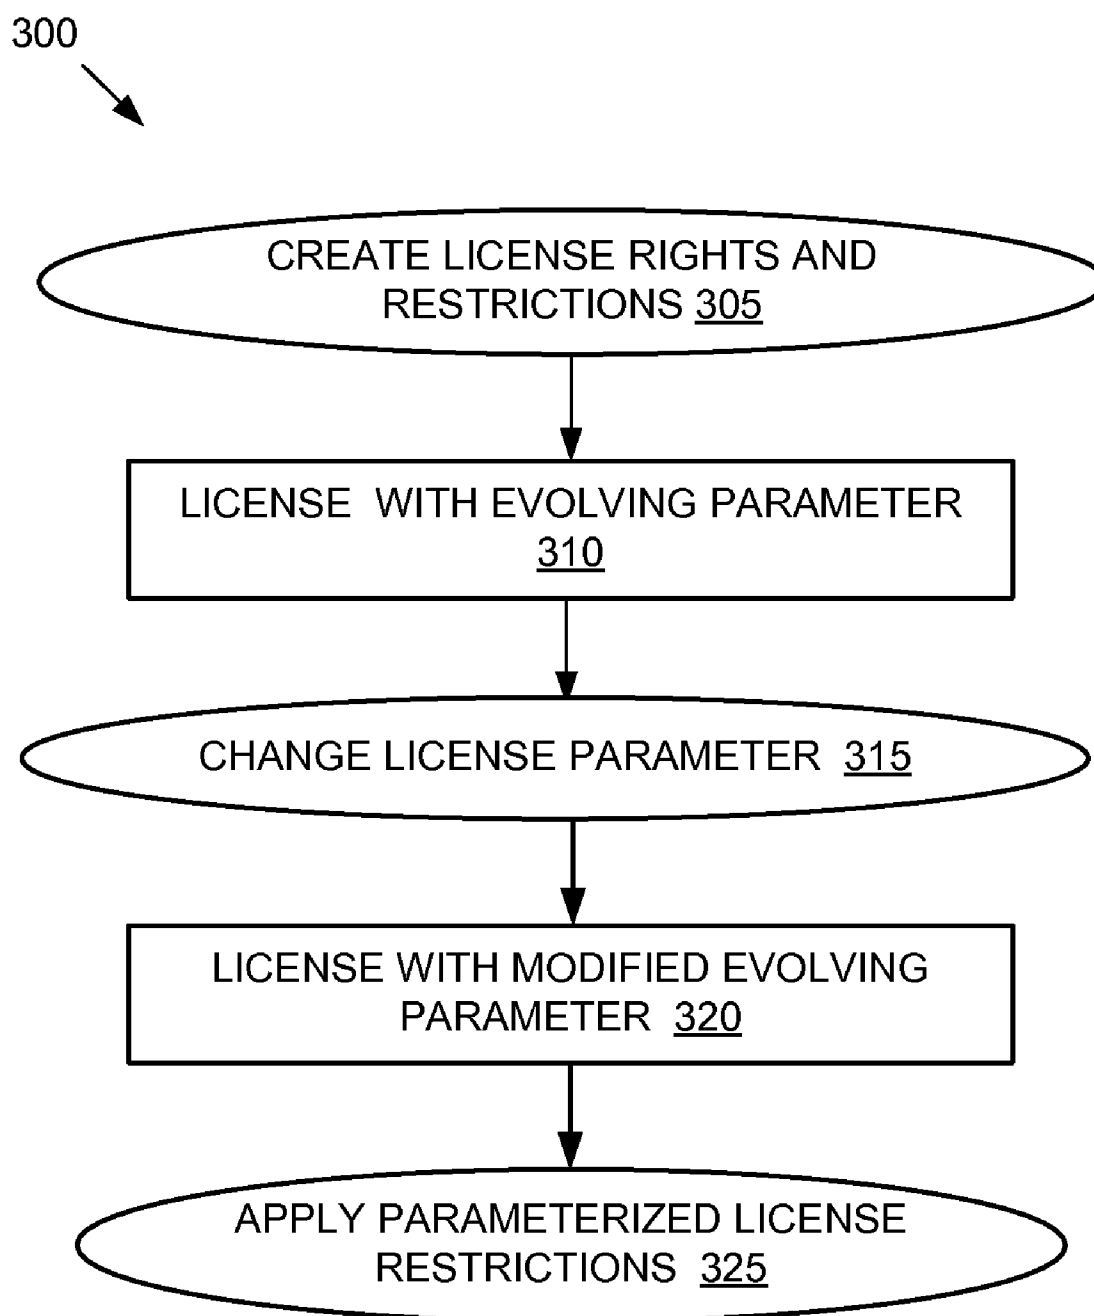 300
CREATE LICENSE RIGHTS AND
RESTRICTIONS 305
LICENSE WITH EVOLVING PARAMETER
310
CHANGE LICENSE PARAMETER 315
LICENSE WITH MODIFIED EVOLVING
PARAMETER 320
APPLY PARAMETERIZED LICENSE
RESTRICTIONS 325